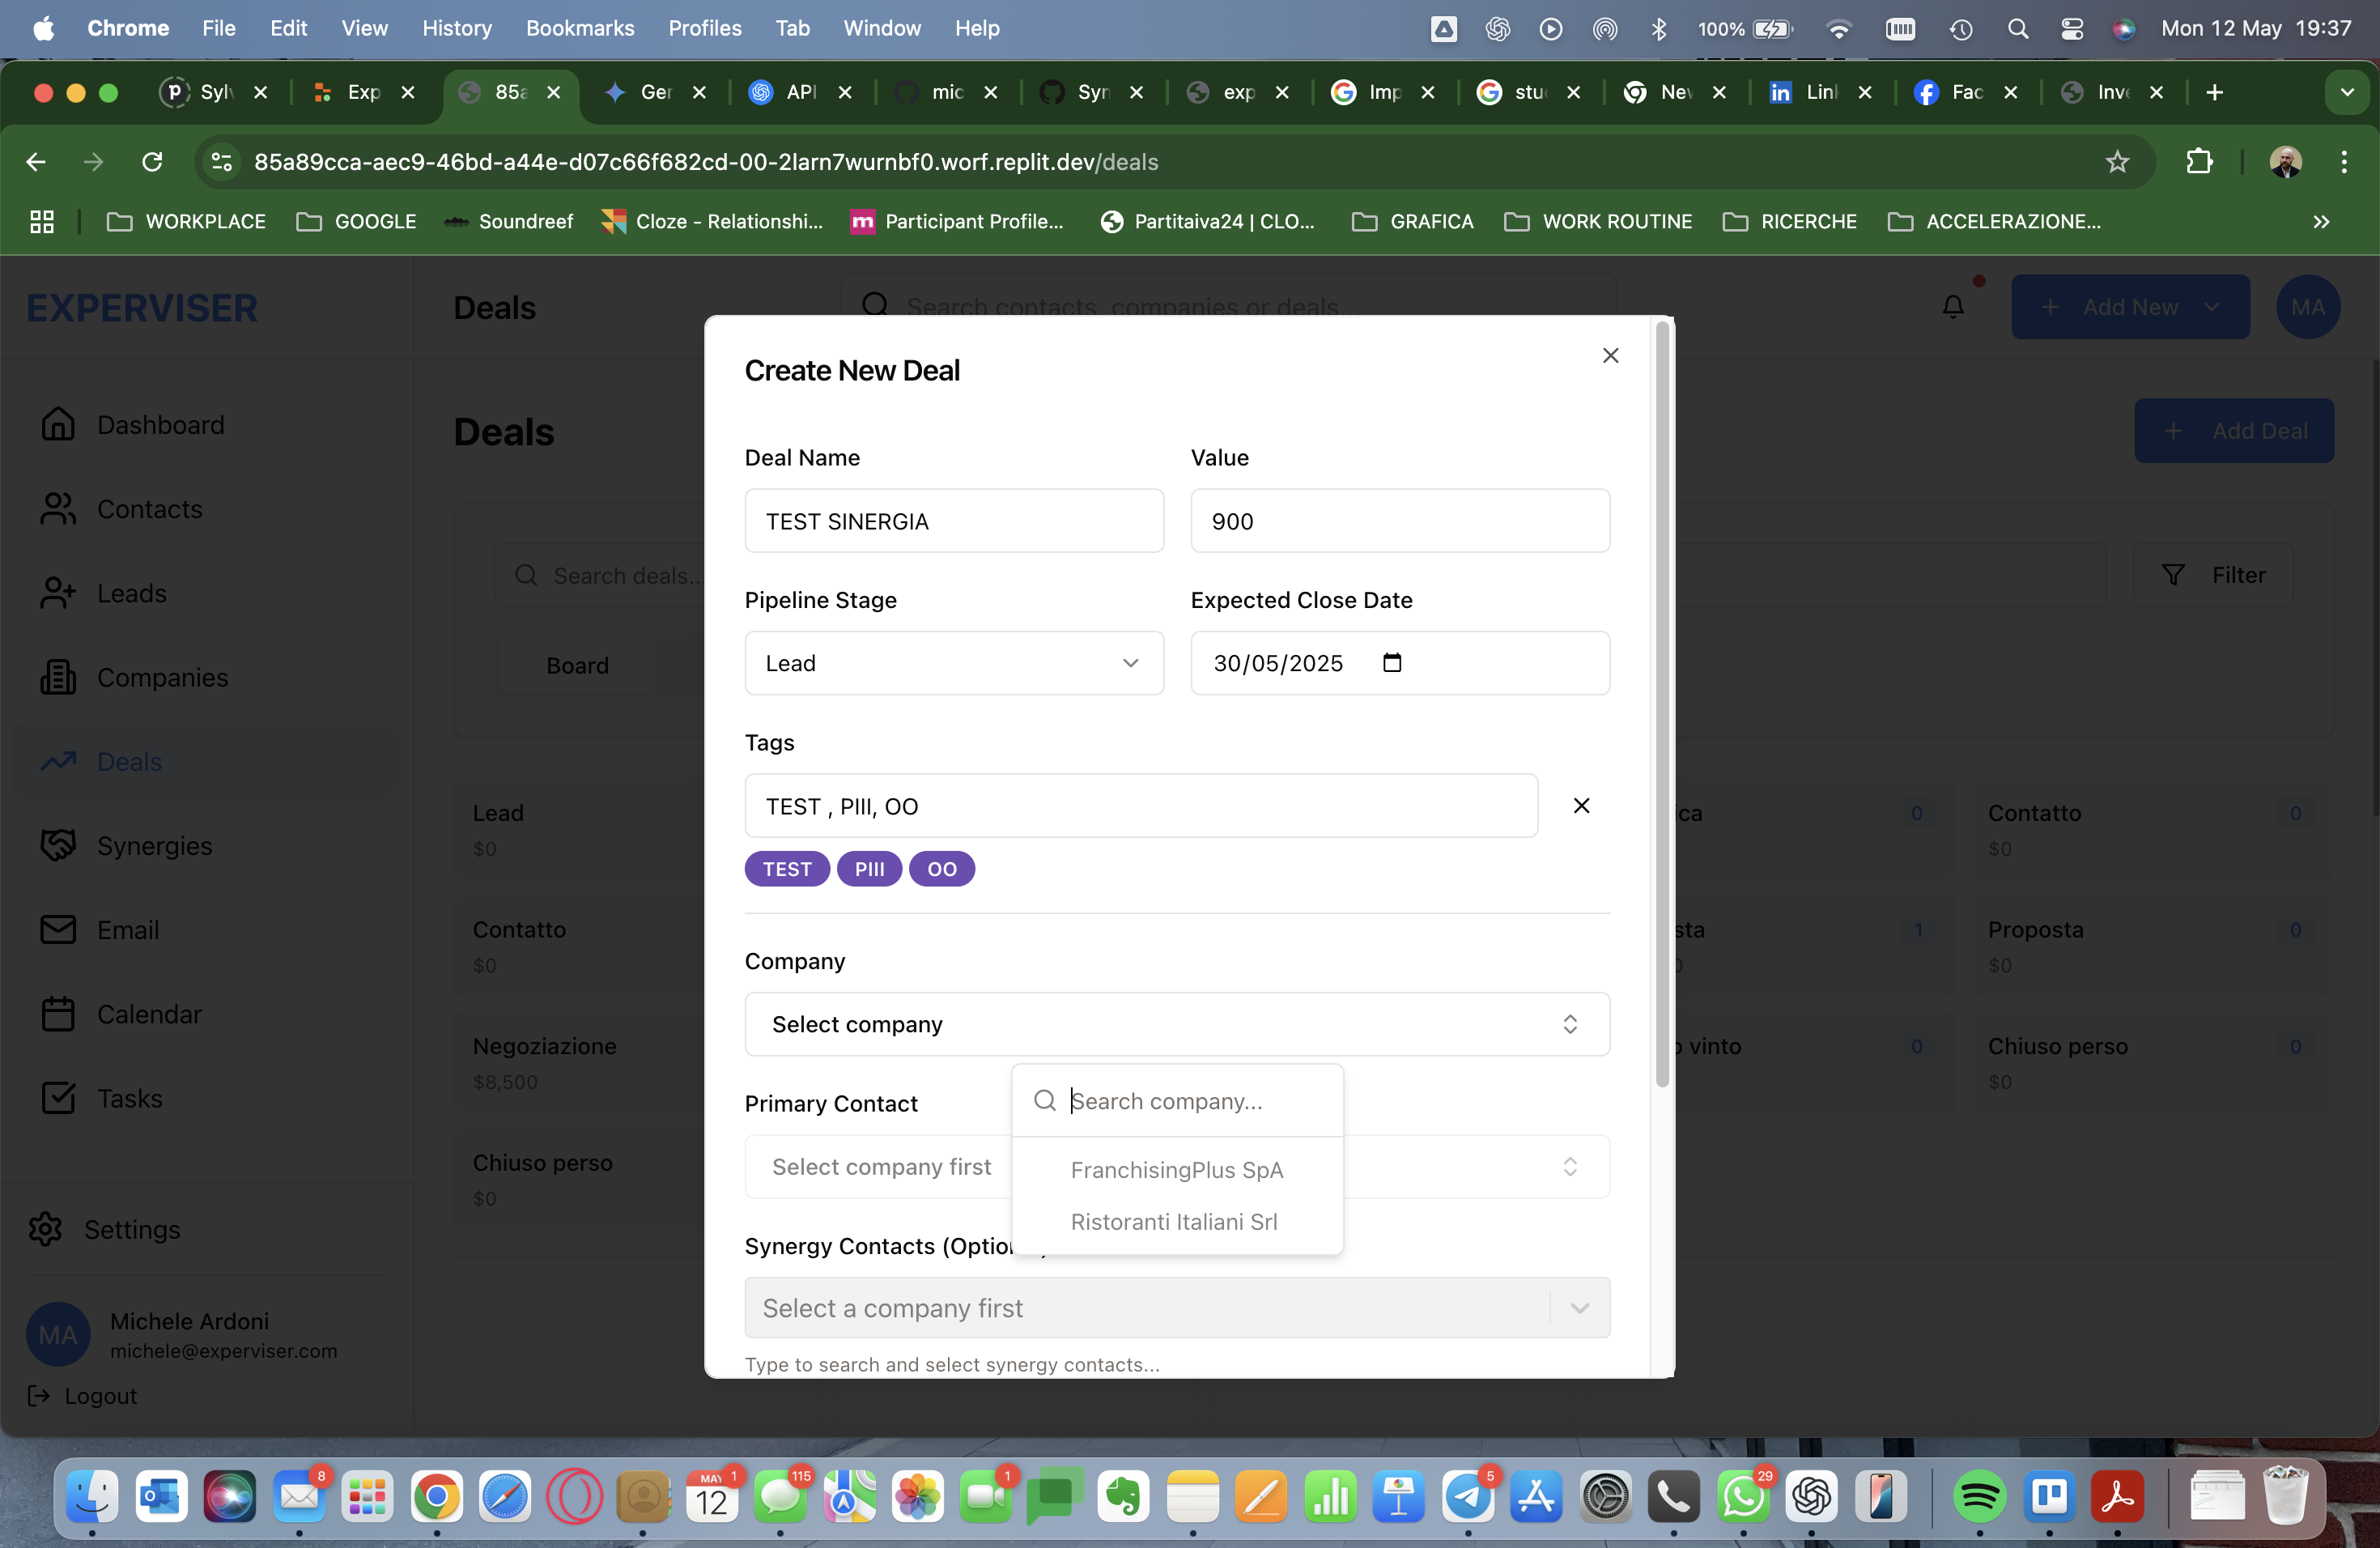 Chrome File Edit View History Bookmarks Profiles Tab Window Help 100% Mon 12 May 19:37
Syl Exp 85a Ger API mic Syn exp Imp stu Nev Link Fac Inve
85a89cca-aec9-46bd-a44e-d07c66f682cd-00-2larn7wurnbf0.worf.replit.dev/deals
WORKPLACE GOOGLE Soundreef Cloze - Relationshi... Participant Profile... Partitaiva24 | CLO... GRAFICA WORK ROUTINE RICERCHE ACCELERAZIONE...
EXPERVISER
Deals
Search contacts, companies or deals...
Add New
MA
Dashboard
Contacts
Leads
Companies
Deals
Synergies
Email
Calendar
Tasks
Settings
MA
Michele Ardoni
michele@experviser.com
Logout
Deals
Add Deal
Search deals...
Filter
Board
Lead
$0
Contatto
$0
Negoziazione
$8,500
Chiuso perso
$0
ica 0
Contatto 0
$0
sta 1
Proposta 0
$0
vinto 0
Chiuso perso 0
$0
Create New Deal
Deal Name
TEST SINERGIA
Value
900
Pipeline Stage
Lead
Expected Close Date
30/05/2025
Tags
TEST , PIII, OO
TEST PIII OO
Company
Select company
Search company...
FranchisingPlus SpA
Ristoranti Italiani Srl
Primary Contact
Select company first
Synergy Contacts (Optio
Select a company first
Type to search and select synergy contacts...
8 MAY 12 1 115 1 5 29